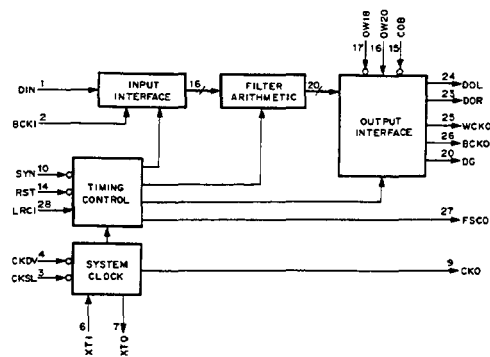 OW18
OW20
COB
17
16
15
DIN 1
INPUT INTERFACE
16
FILTER ARITHMETIC
20
OUTPUT INTERFACE
24 DOL
23 DOR
25 WCKO
26 BCKO
20 DG
BCKI 2
SYN 10
RST 14
LRCI 28
TIMING CONTROL
27 FSCO
CKDV 4
CKSL 3
SYSTEM CLOCK
9 CKO
6
7
XTI
XTO